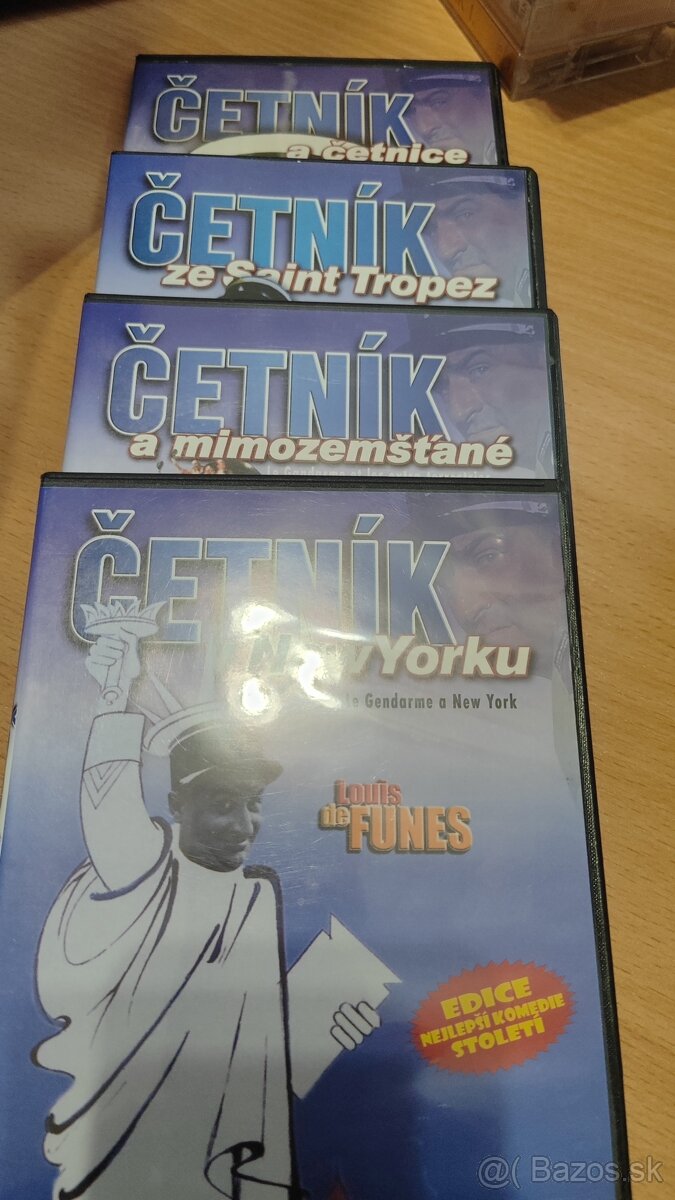 ČETNÍK
a četnice
ČETNÍK
ze Saint Tropez
ČETNÍK
a mimozemšťané
ČETNÍK
New Yorku
le Gendarme a New York
Louis
de FUNES
EDICE
NEJLEPŠÍ KOMEDIE
STOLETÍ
@( Bazos.sk